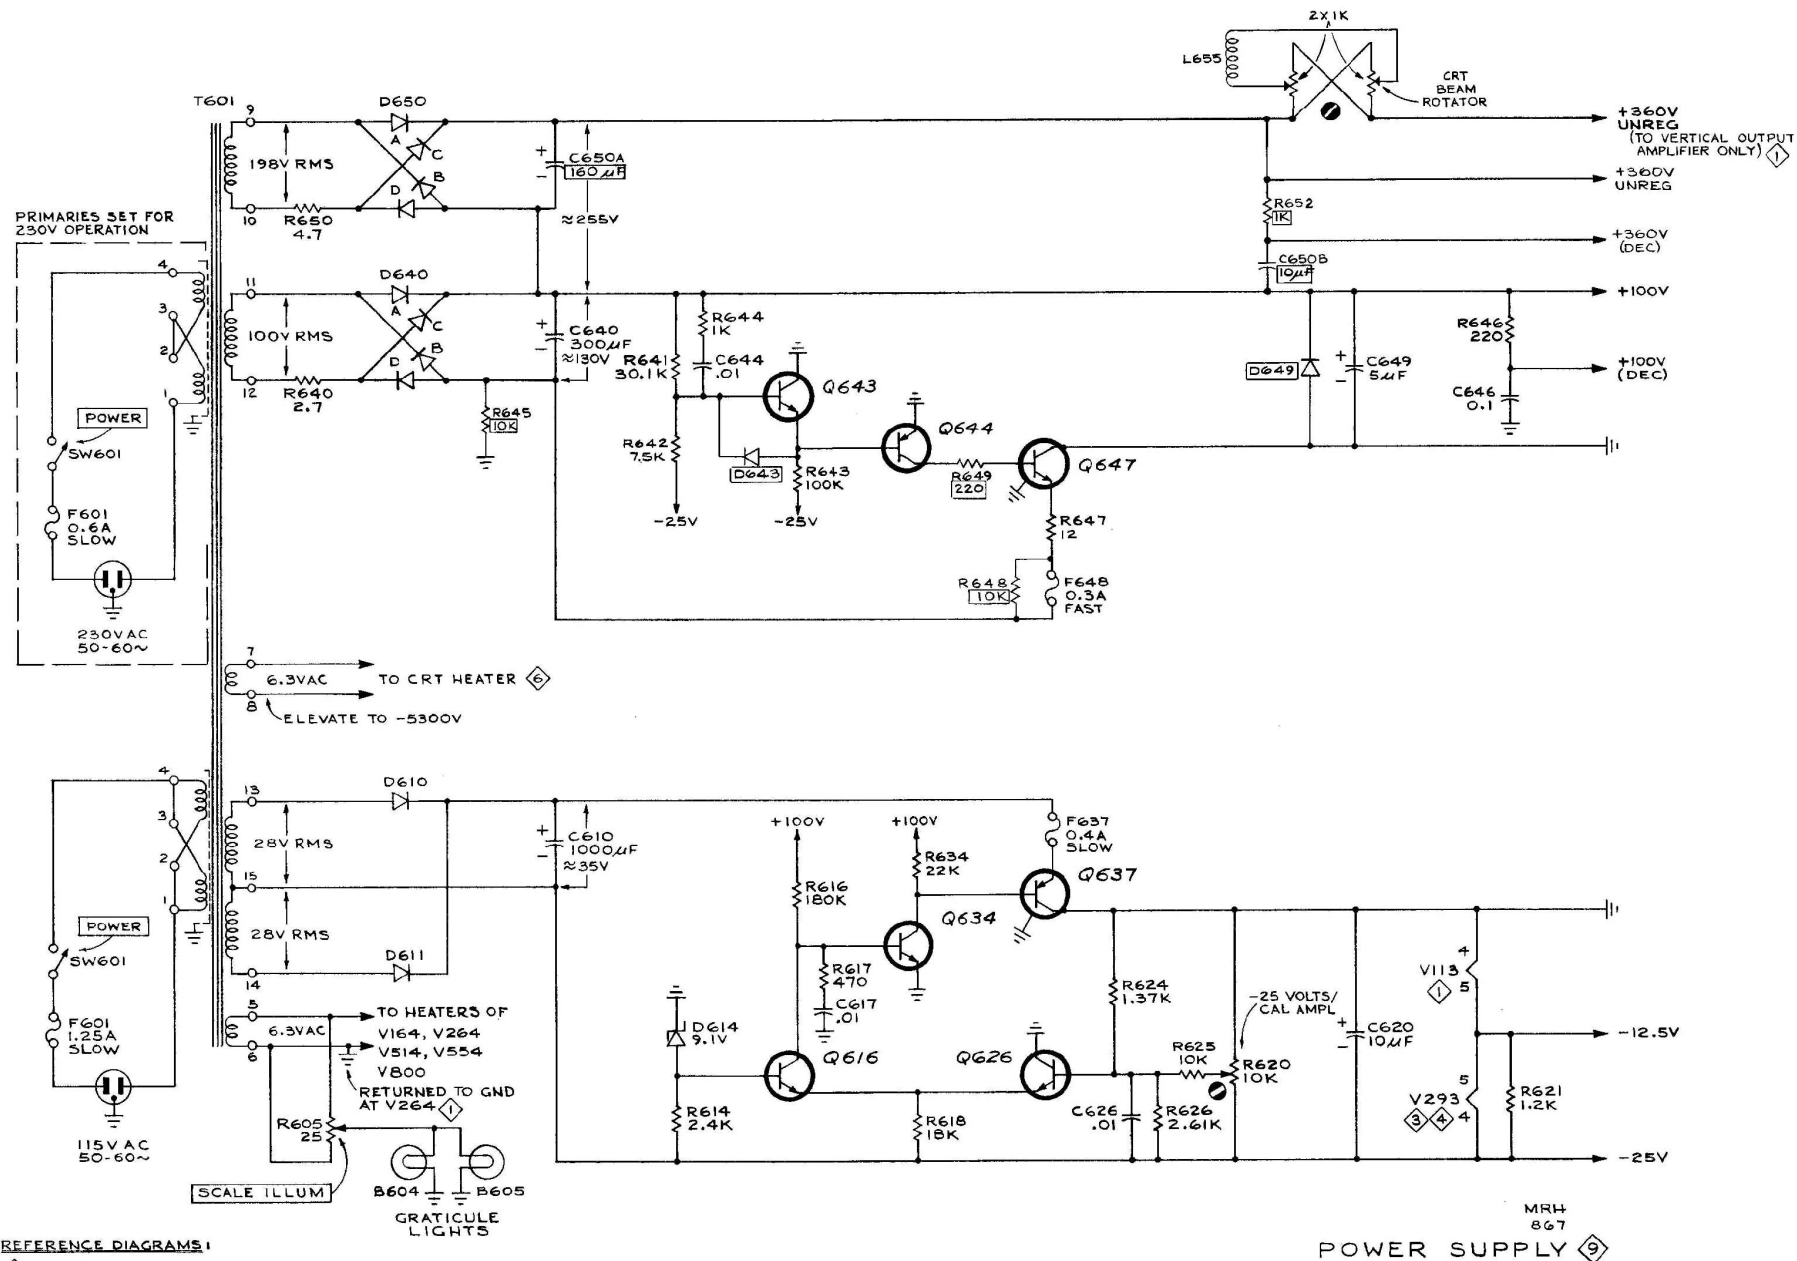 2X1K
L655
CRT
BEAM
ROTATOR
T601
9
D650
A
C
B
D
198V RMS
10
R650
4.7
+
C650A
160µF
-
≈255V
+360V
UNREG
(TO VERTICAL OUTPUT
AMPLIFIER ONLY) 1
+360V
UNREG
R652
1K
+360V
(DEC)
C650B
10µF
+100V
PRIMARIES SET FOR
230V OPERATION
4
3
2
1
POWER
SW601
F601
0.6A
SLOW
230VAC
50-60~
11
D640
A
C
B
D
100V RMS
12
R640
2.7
+
C640
300µF
≈130V
-
R645
10K
R644
1K
R641
30.1K
C644
.01
Q643
R642
7.5K
D643
R643
100K
-25V
-25V
Q644
R649
220
Q647
R647
12
R648
10K
F648
0.3A
FAST
D649
+
C649
5µF
-
R646
220
+100V
(DEC)
C646
0.1
7
6.3VAC
TO CRT HEATER 6
8
ELEVATE TO -5300V
4
3
2
1
POWER
SW601
F601
1.25A
SLOW
115VAC
50-60~
13
D610
28V RMS
15
28V RMS
D611
14
5
6.3VAC
6
TO HEATERS OF
V164, V264
V514, V554
V800
RETURNED TO GND
AT V264 1
R605
25
SCALE ILLUM
B604
B605
GRATICULE
LIGHTS
+
C610
1000µF
-
≈35V
+100V
+100V
R616
180K
R634
22K
F637
0.4A
SLOW
Q637
Q634
R617
470
C617
.01
D614
9.1V
Q616
Q626
R614
2.4K
R618
18K
R624
1.37K
-25 VOLTS/
CAL AMPL
R625
10K
R620
10K
C626
.01
R626
2.61K
+
C620
10µF
-
4
V113
1
5
-12.5V
5
V293
3 4
4
R621
1.2K
-25V
MRH
867
POWER SUPPLY 9
REFERENCE DIAGRAMS: